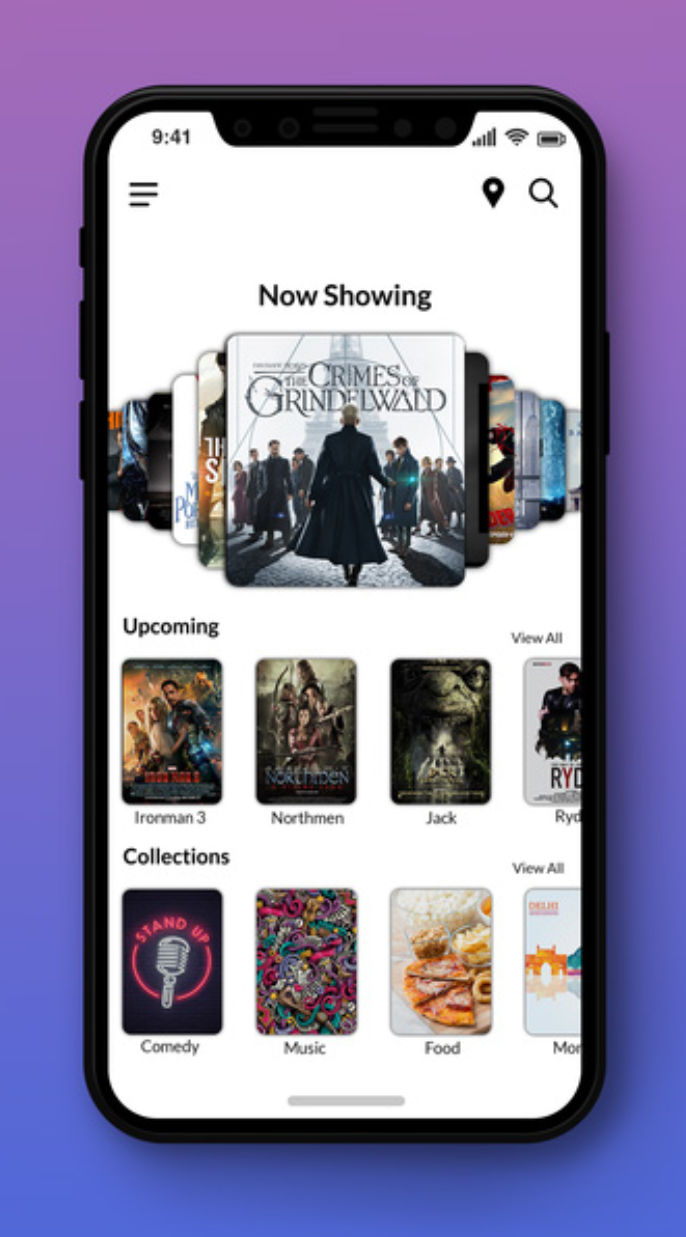 9:41
Now Showing
THE CRIMES OF
GRINDELWALD
Upcoming
View All
IRON MAN 3
NORTHMEN
RYD
Ironman 3
Northmen
Jack
Ryd
Collections
View All
STAND UP
DELHI
Comedy
Music
Food
Mor